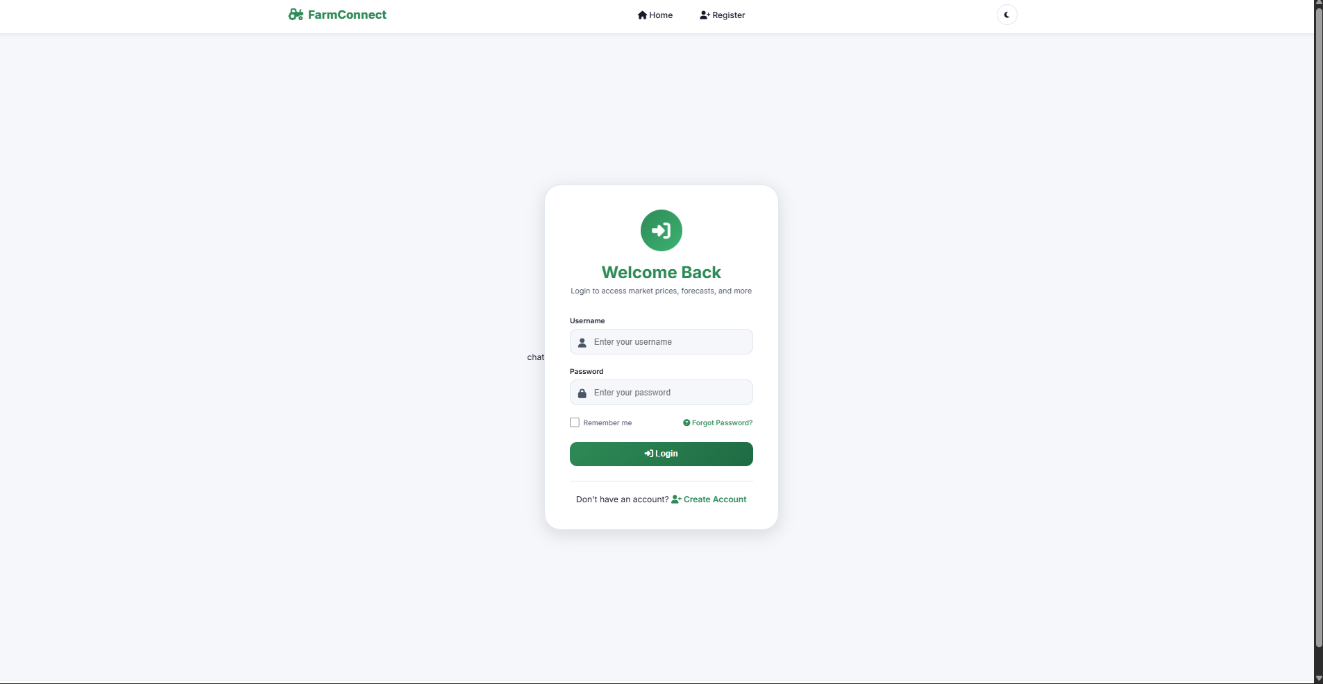 FarmConnect
Home
Register
Welcome Back
Login to access market prices, forecasts, and more
Username
Enter your username
chat
Password
Enter your password
Remember me
Forgot Password?
Login
Don't have an account? Create Account